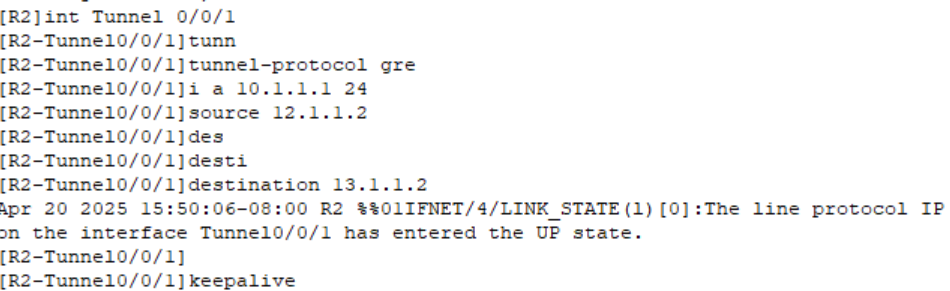 [R2]int Tunnel 0/0/1
[R2-Tunnel0/0/1]tunn
[R2-Tunnel0/0/1]tunnel-protocol gre
[R2-Tunnel0/0/1]i a 10.1.1.1 24
[R2-Tunnel0/0/1]source 12.1.1.2
[R2-Tunnel0/0/1]des
[R2-Tunnel0/0/1]desti
[R2-Tunnel0/0/1]destination 13.1.1.2
Apr 20 2025 15:50:06-08:00 R2 %%01IFNET/4/LINK_STATE(l)[0]:The line protocol IP
on the interface Tunnel0/0/1 has entered the UP state.
[R2-Tunnel0/0/1]
[R2-Tunnel0/0/1]keepalive